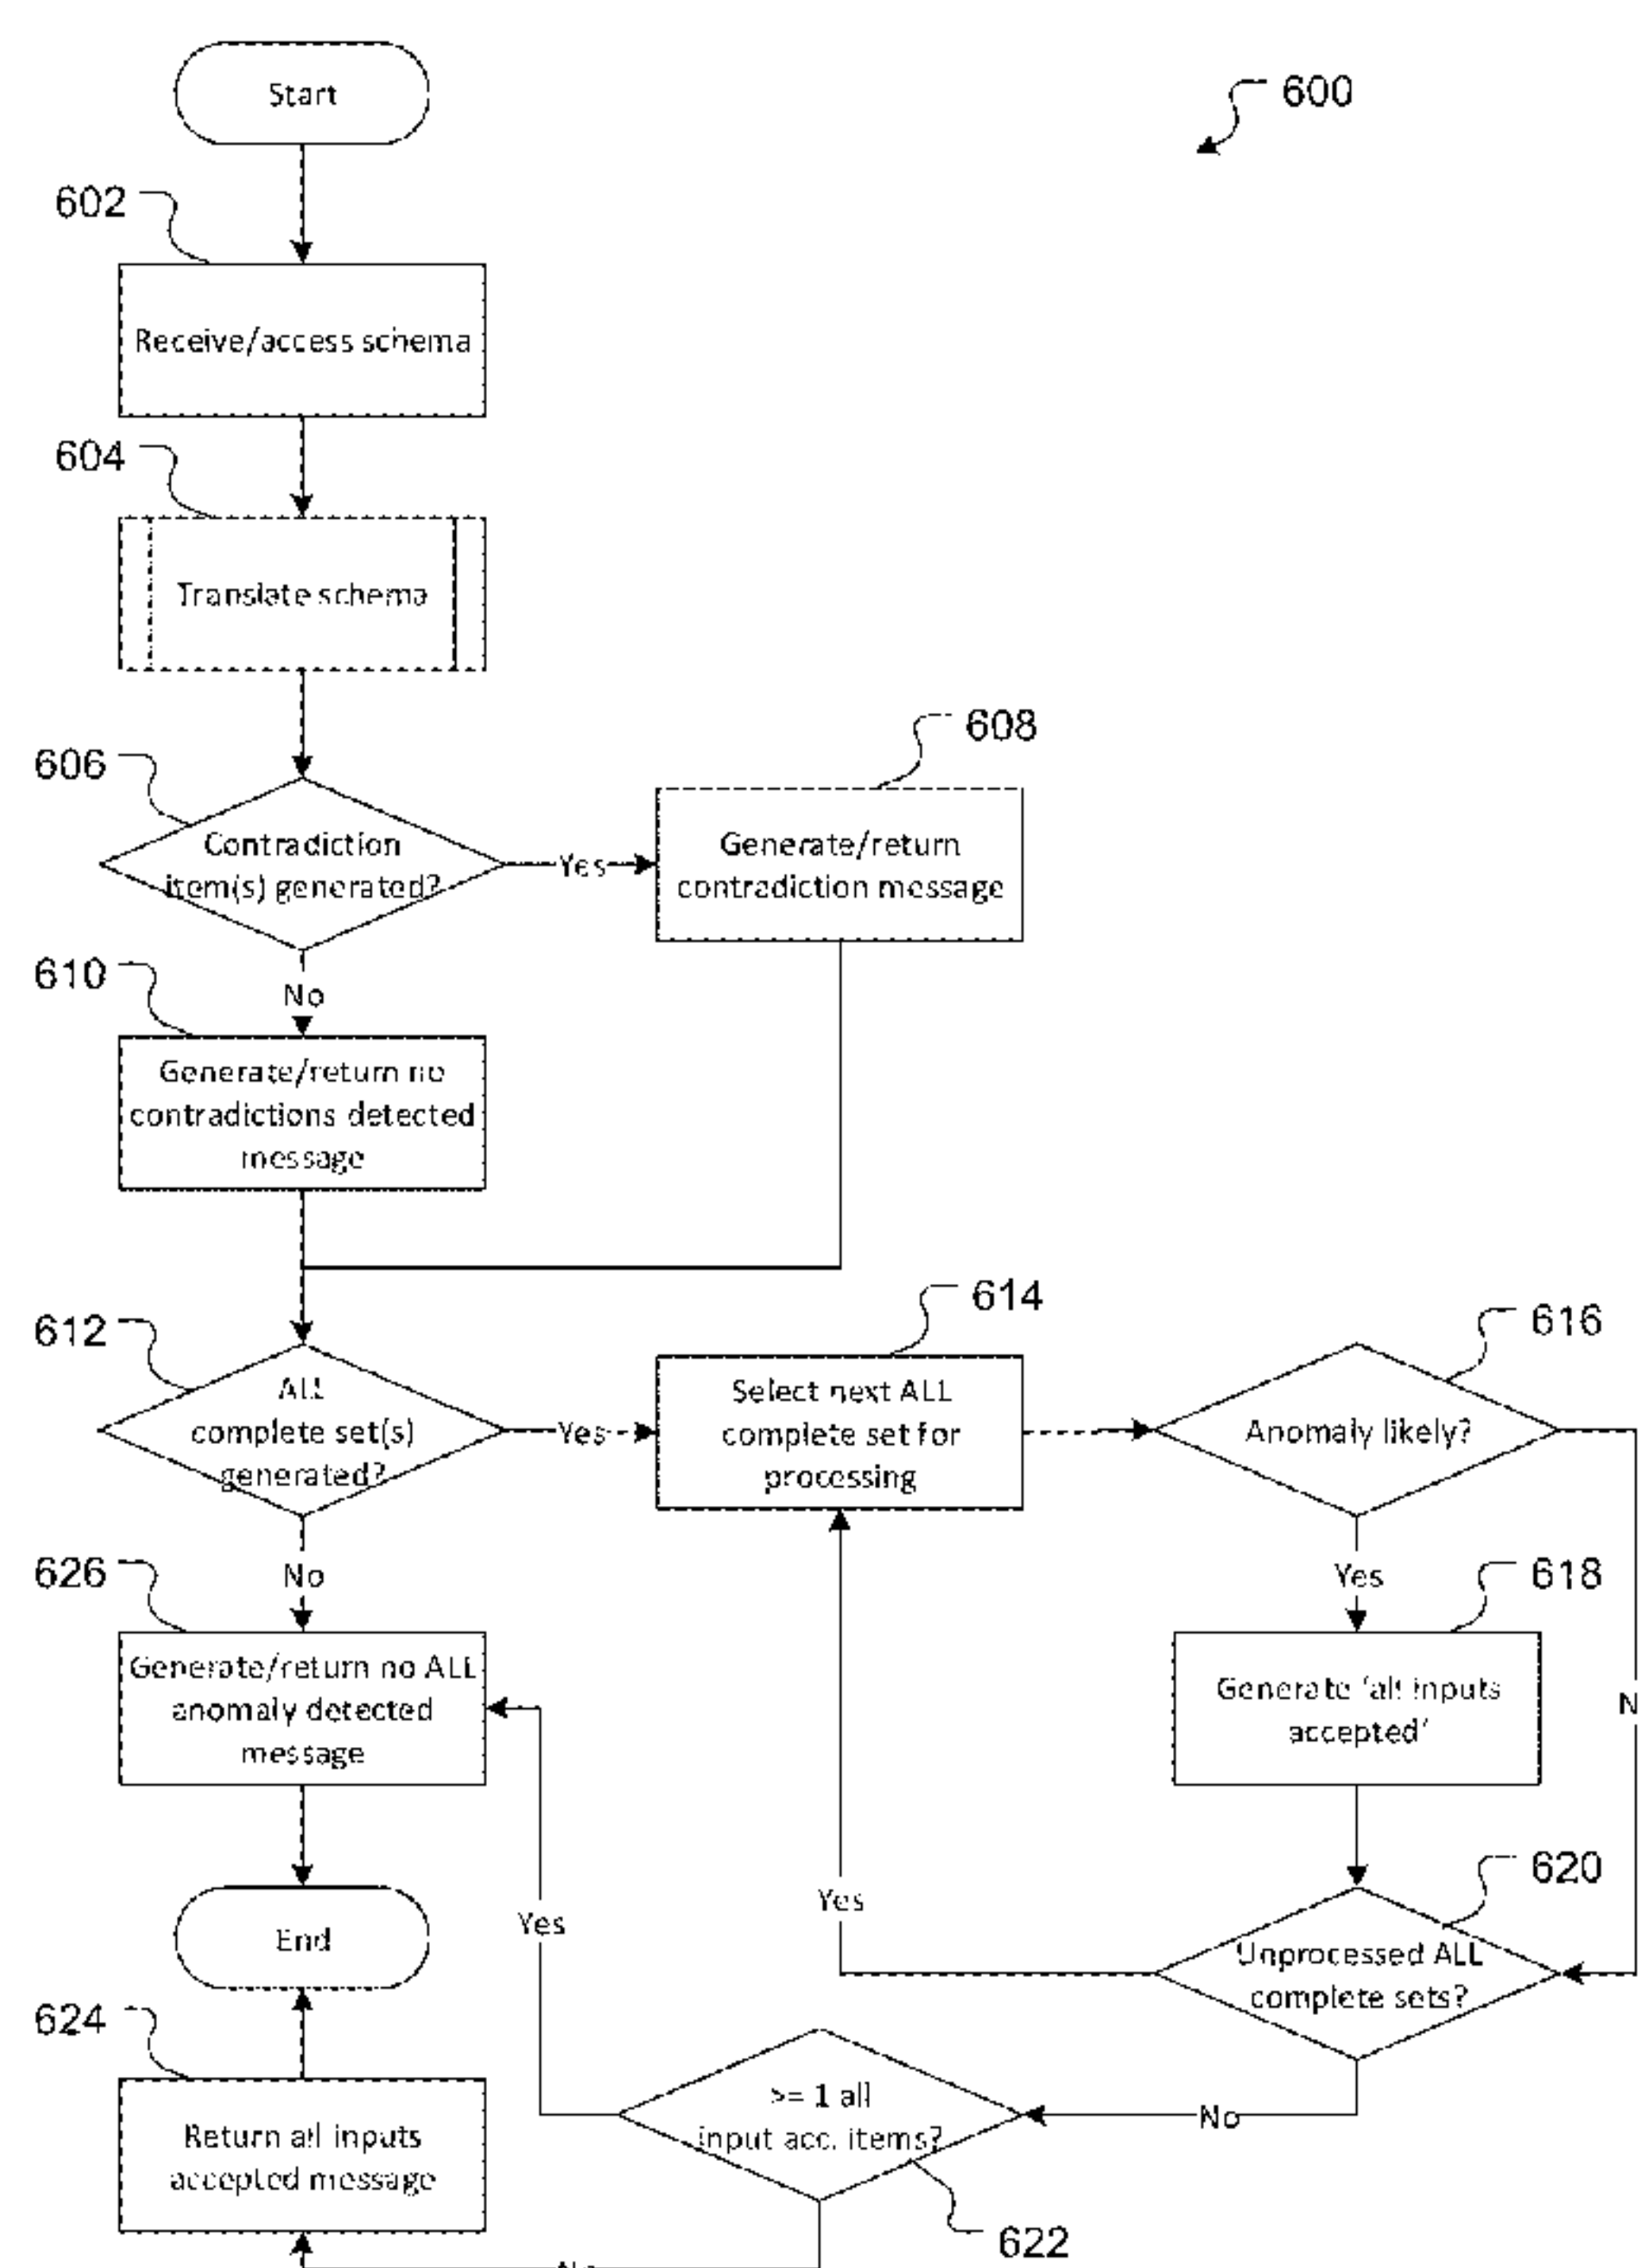 Start
600
602
Receive/access schema
604
Translate schema
606
Contradiction
item(s) generated?
Yes
608
Generate/return
contradiction message
No
610
Generate/return no
contradictions detected
message
612
ALL
complete set(s)
generated?
Yes
614
Select next ALL
complete set for
processing
616
Anomaly likely?
No
626
Generate/return no ALL
anomaly detected
message
Yes
618
Generate 'all inputs
accepted'
N
End
Yes
Yes
620
Unprocessed ALL
complete sets?
624
Return all inputs
accepted message
>= 1 all
input acc. items?
No
622